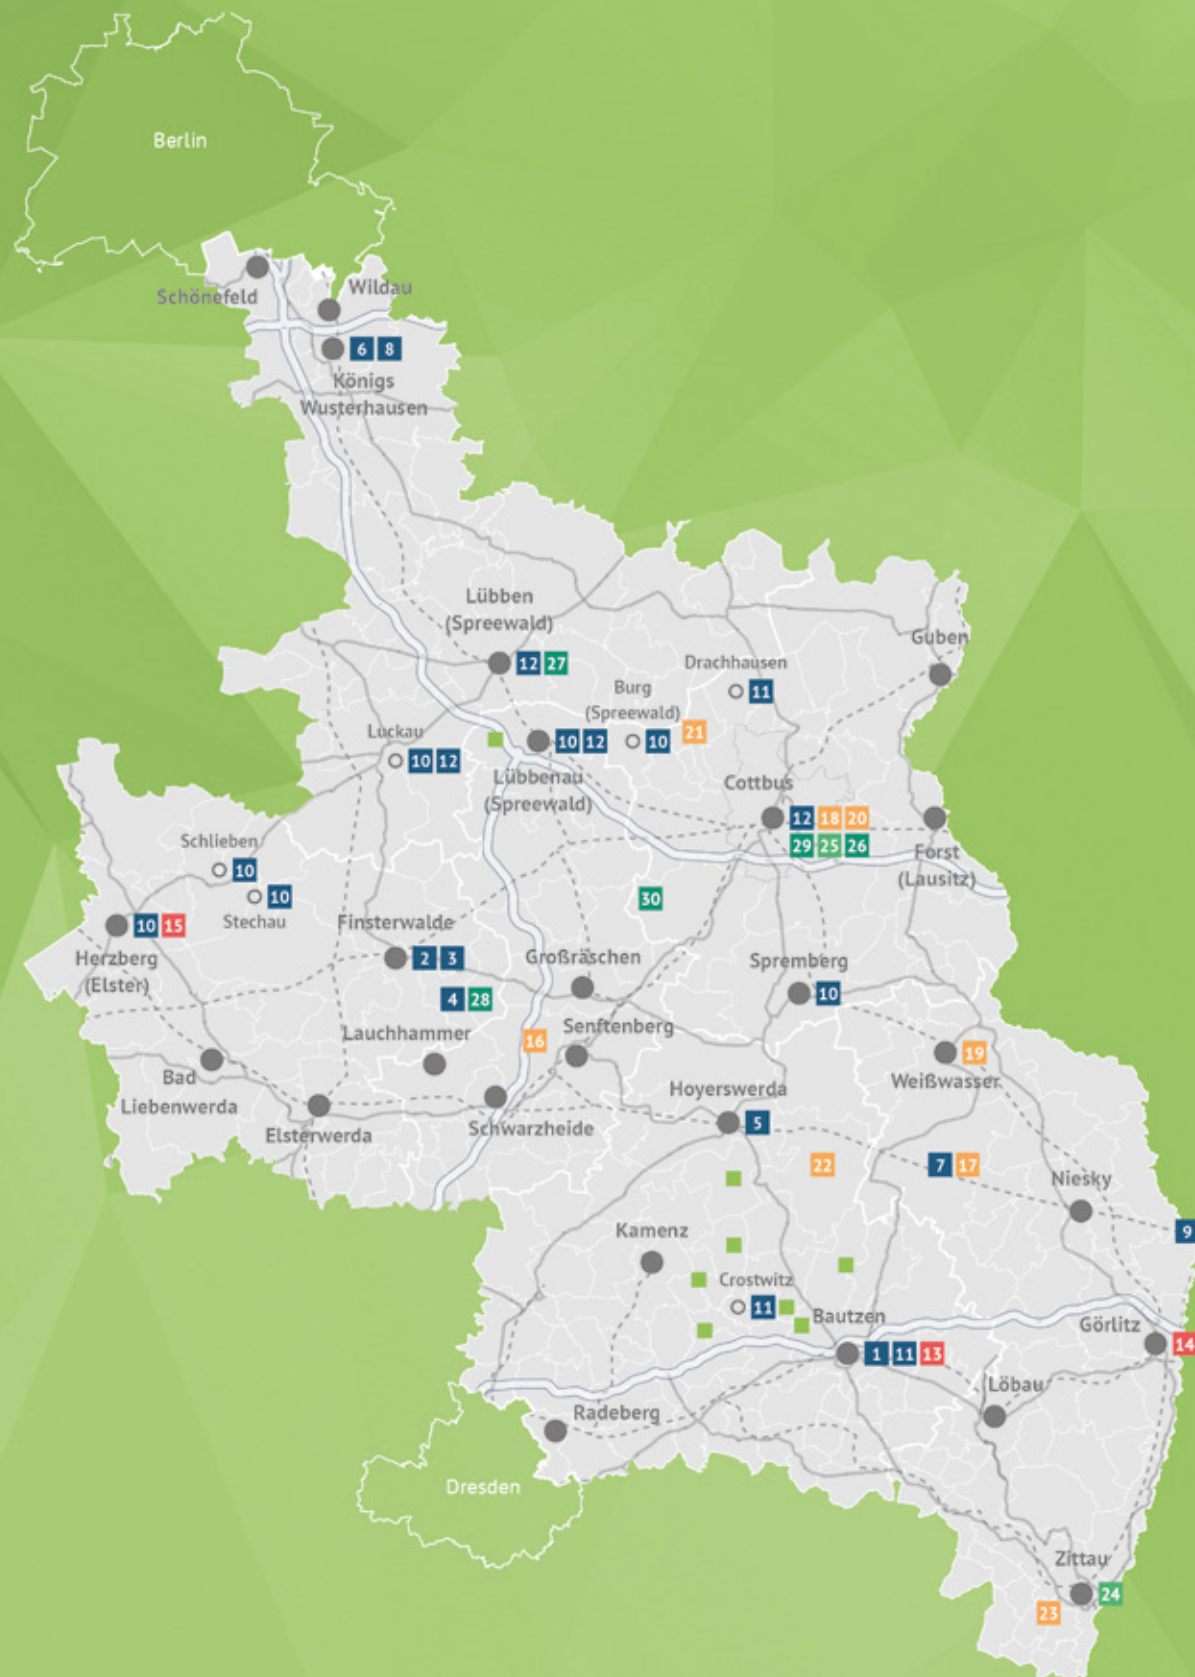 Berlin
Schönefeld
Wildau
6 8
Königs
Wusterhausen
Lübben
(Spreewald)
12 27
Guben
Drachhausen
11
Burg
(Spreewald)
10
21
Luckau
10 12
10 12
Lübbenau
(Spreewald)
Cottbus
12 18 20
29 25 26
Forst
(Lausitz)
Schlieben
10
10
Stechau
30
10 15
Herzberg
(Elster)
Finsterwalde
2 3
Großräschen
Spremberg
10
4 28
Lauchhammer
16
Senftenberg
19
Weißwasser
Bad
Liebenwerda
Elsterwerda
Schwarzheide
Hoyerswerda
5
22
7 17
Niesky
9
Kamenz
Crostwitz
11
Bautzen
1 11 13
Görlitz
14
Löbau
Radeberg
Dresden
Zittau
24
23